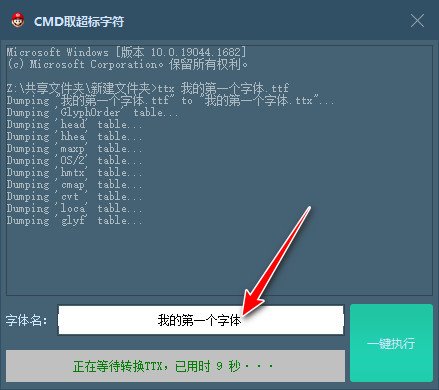 CMD取超标字符
Microsoft Windows [版本 10.0.19044.1682]
(c) Microsoft Corporation。保留所有权利。
Z:\共享文件夹\新建文件夹>ttx 我的第一个字体.ttf
Dumping "我的第一个字体.ttf" to "我的第一个字体.ttx"...
Dumping 'GlyphOrder' table...
Dumping 'head' table...
Dumping 'hhea' table...
Dumping 'maxp' table...
Dumping 'OS/2' table...
Dumping 'hmtx' table...
Dumping 'cmap' table...
Dumping 'cvt ' table...
Dumping 'loca' table...
Dumping 'glyf' table...
字体名: 我的第一个字体
一键执行
正在等待转换TTX，已用时 9 秒···